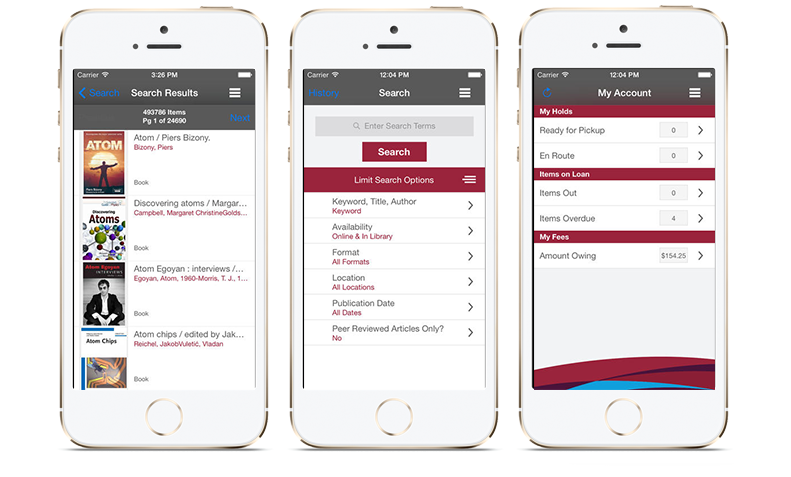 Carrier 3:26 PM
Search Search Results
493786 Items
Pg 1 of 24690 Next
ATOM
Piers Bizony
Atom / Piers Bizony.
Bizony, Piers
Book
Discovering Atoms
Discovering atoms / Margar...
Campbell, Margaret ChristineGolds...
Book
Atom Egoyan
INTERVIEWS
Atom Egoyan : interviews /...
Egoyan, Atom, 1960-Morris, T. J., 1...
Book
Atom Chips
Atom chips / edited by Jak...
Reichel, JakobVuletić, Vladan
Book
Carrier 12:04 PM
History Search
Enter Search Terms
Search
Limit Search Options
Keyword, Title, Author
Keyword
Availability
Online & In Library
Format
All Formats
Location
All Locations
Publication Date
All Dates
Peer Reviewed Articles Only?
No
Carrier 12:04 PM
My Account
My Holds
Ready for Pickup 0
En Route 0
Items on Loan
Items Out 0
Items Overdue 4
My Fees
Amount Owing $154.25